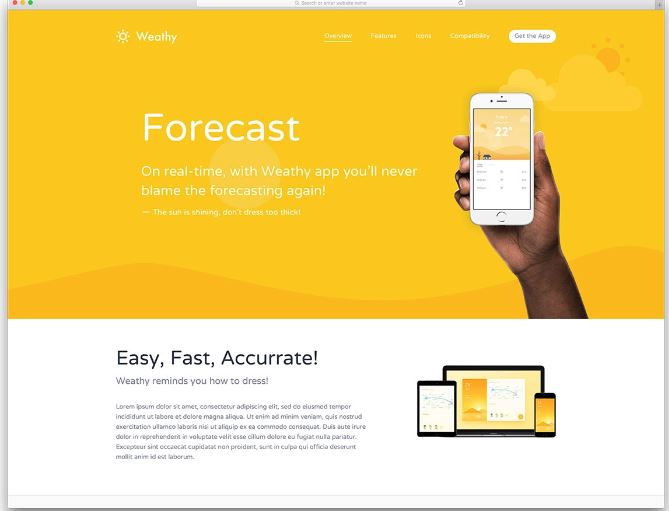 Search or enter website name
Weathy
Overview Features Icons Compatibility Get the App
Forecast
22°
On real-time, with Weathy app you'll never
blame the forecasting again!
— The sun is shining, don't dress too thick!
Easy, Fast, Accurrate!
Weathy reminds you how to dress!
Lorem ipsum dolor sit amet, consectetur adipiscing elit, sed do eiusmod tempor
incididunt ut labore et dolore magna aliqua. Ut enim ad minim veniam, quis nostrud
exercitation ullamco laboris nisi ut aliquip ex ea commodo consequat. Duis aute irure
dolor in reprehenderit in voluptate velit esse cillum dolore eu fugiat nulla pariatur.
Excepteur sint occaecat cupidatat non proident, sunt in culpa qui officia deserunt
mollit anim id est laborum.